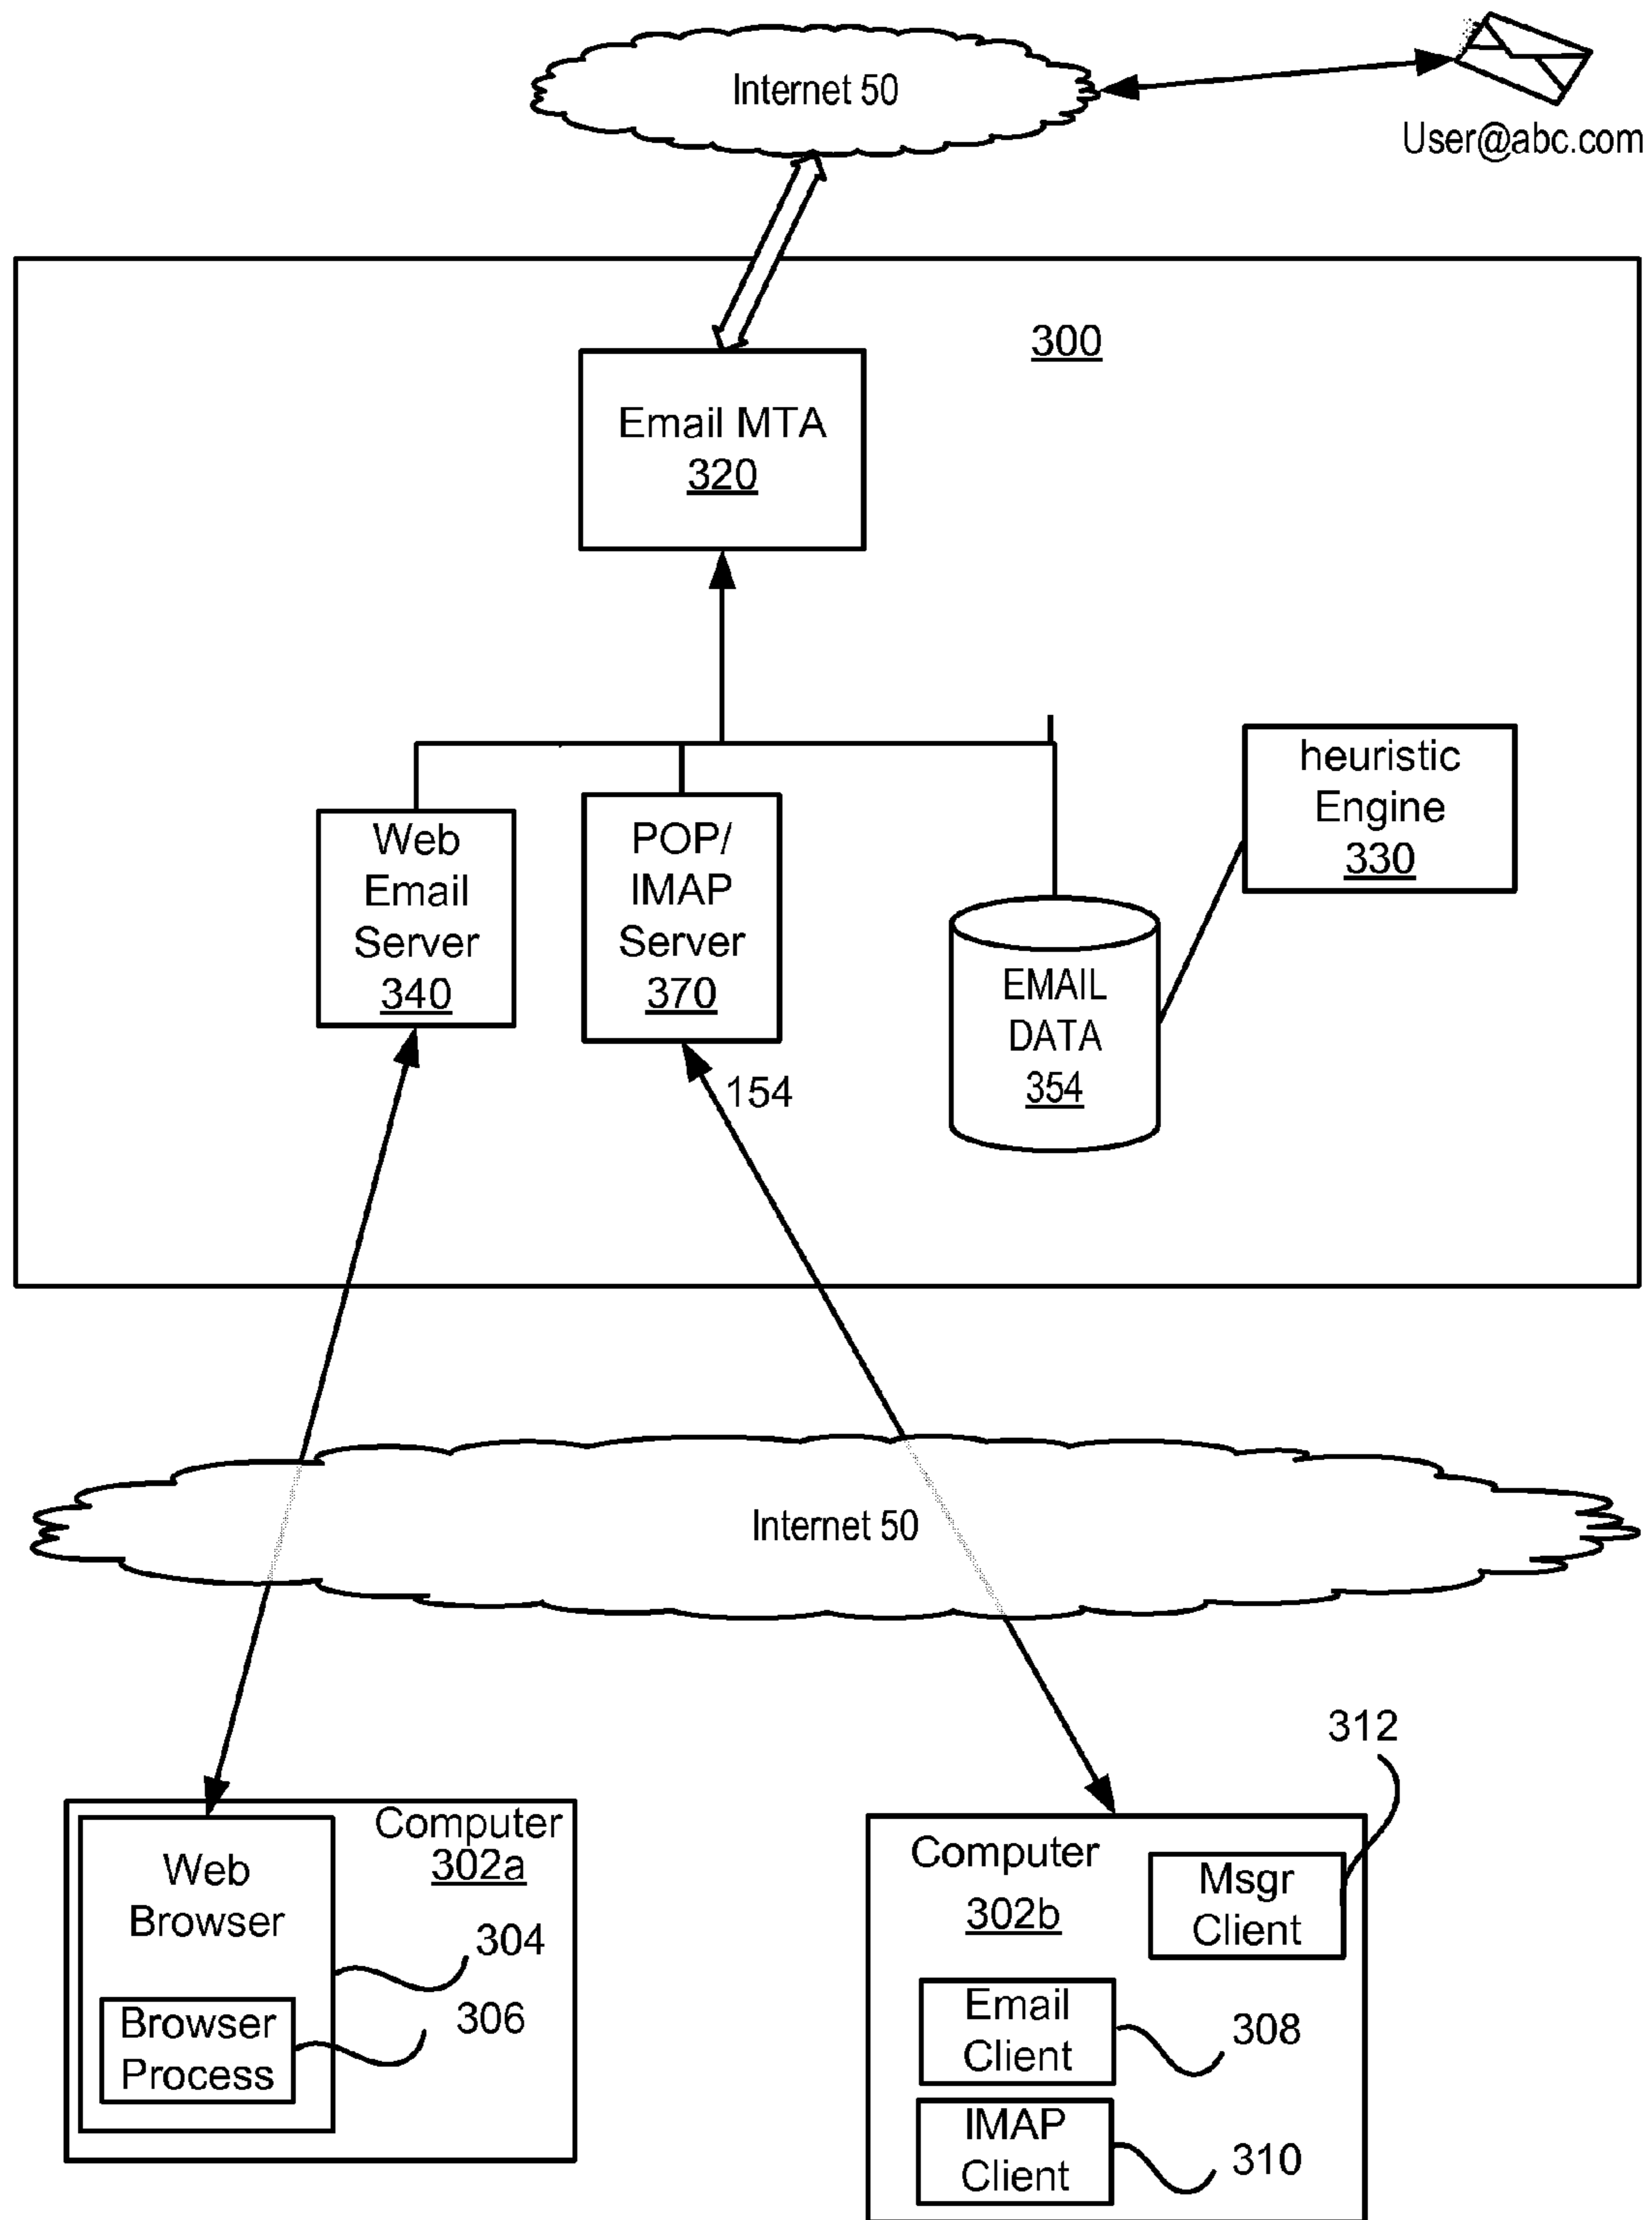 Internet 50
User@abc.com
300
Email MTA
320
heuristic
Engine
330
Web
Email
Server
340
POP/
IMAP
Server
370
EMAIL
DATA
354
154
Internet 50
312
Computer
302a
Web
Browser
304
Browser
Process
306
Computer
302b
Msgr
Client
Email
Client
308
IMAP
Client
310